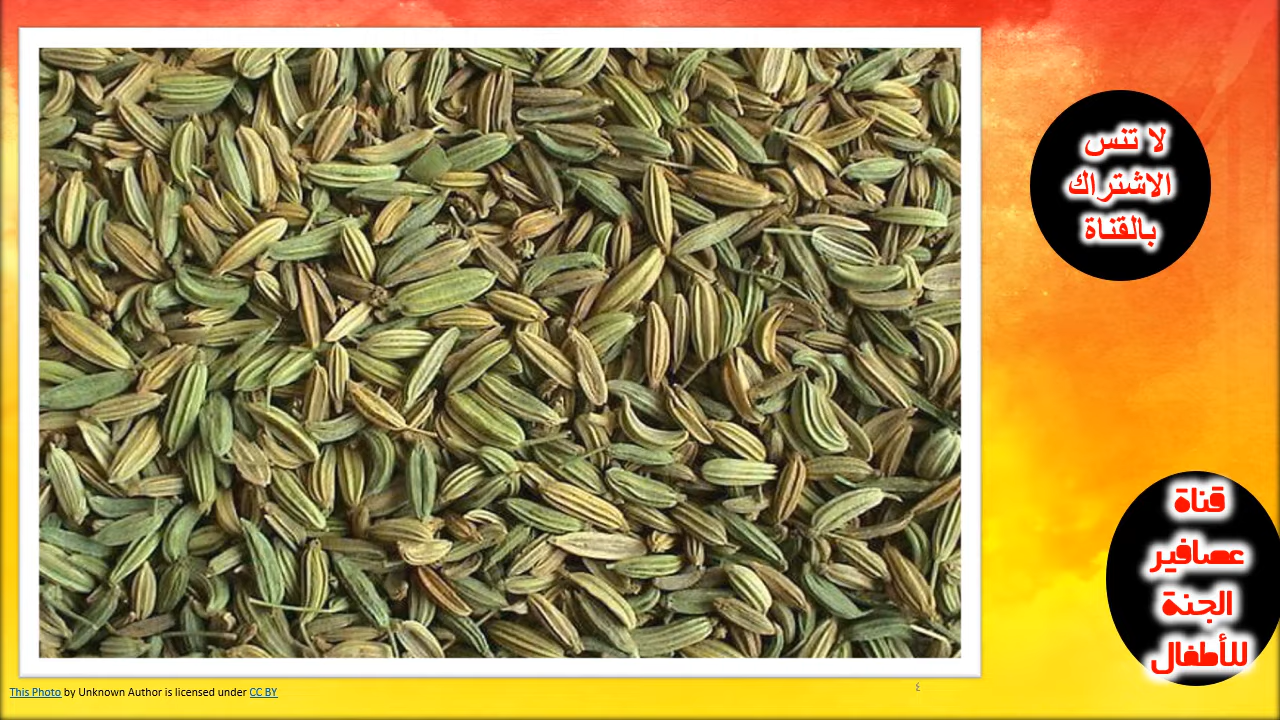 لا تنس
الاشتراك
بالقناة
قناة
عصافير
الجنة
للأطفال
This Photo by Unknown Author is licensed under CC BY
٤